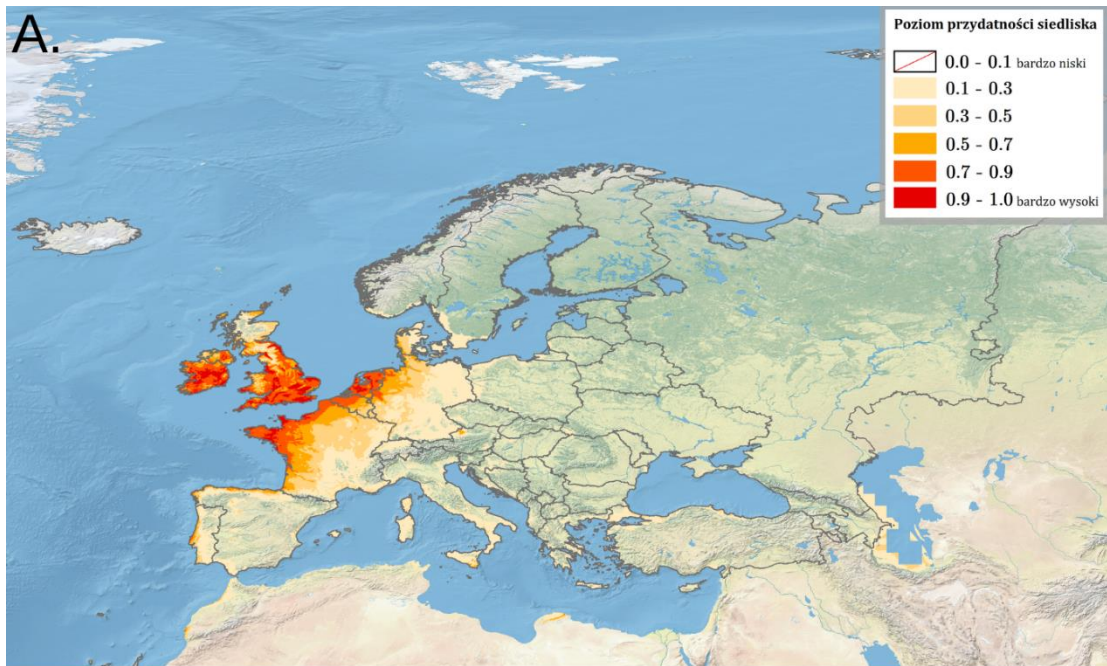 A.
Poziom przydatności siedliska
0.0 - 0.1 bardzo niski
0.1 - 0.3
0.3 - 0.5
0.5 - 0.7
0.7 - 0.9
0.9 - 1.0 bardzo wysoki